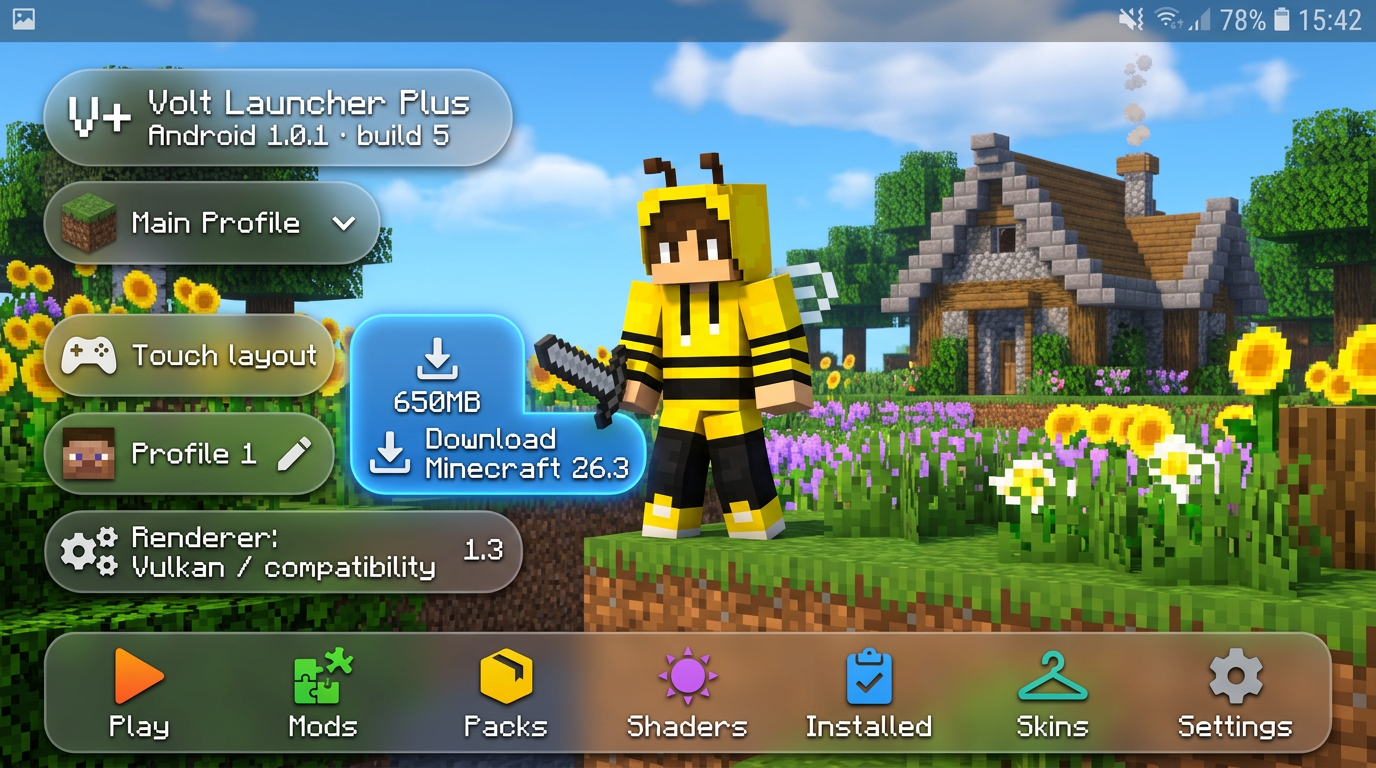 78% 15:42
V+
Volt Launcher Plus
Android 1.0.1 · build 5
Main Profile
Touch layout
650MB
Profile 1
Download
Minecraft 26.3
Renderer:
Vulkan / compatibility
1.3
Play
Mods
Packs
Shaders
Installed
Skins
Settings